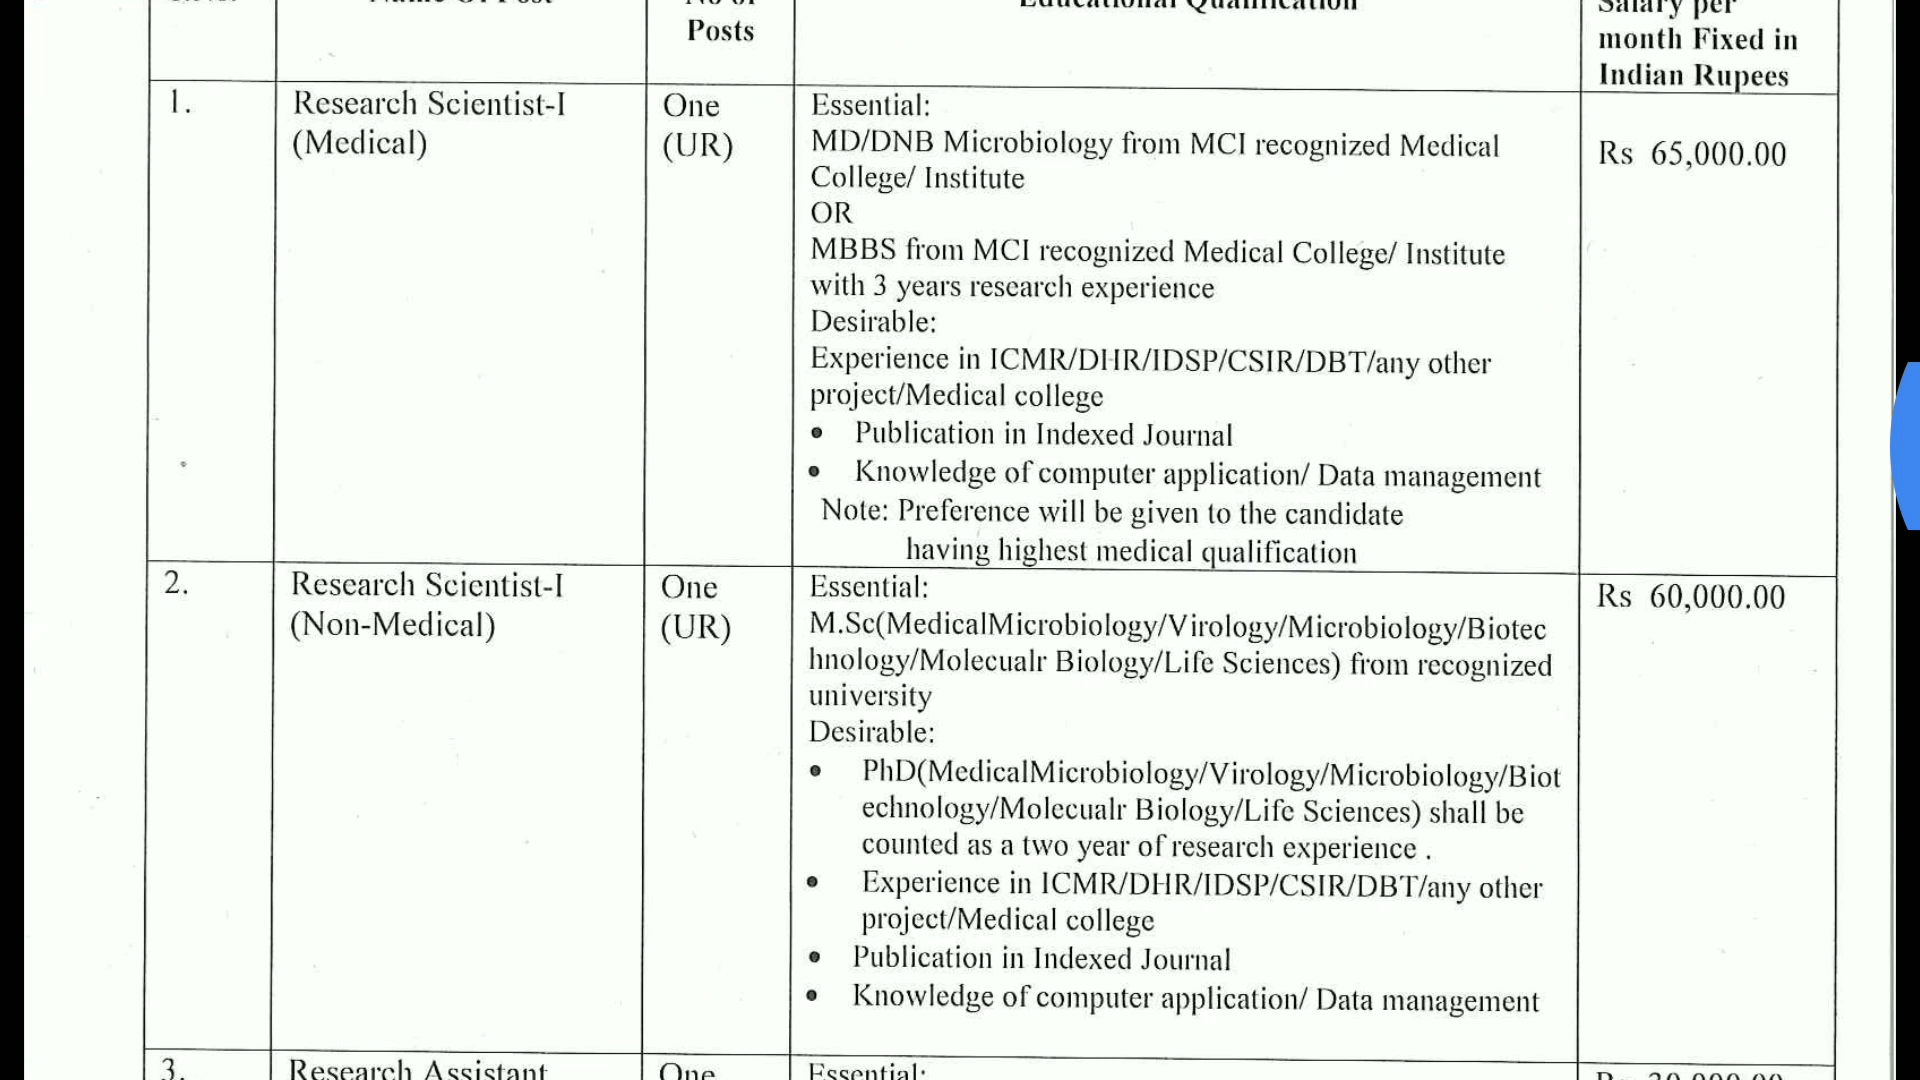 Name Of Post
No of
Posts
Educational Qualification
Salary per
month Fixed in
Indian Rupees
1.
Research Scientist-I
(Medical)
One
(UR)
Essential:
MD/DNB Microbiology from MCI recognized Medical
College/ Institute
OR
MBBS from MCI recognized Medical College/ Institute
with 3 years research experience
Desirable:
Experience in ICMR/DHR/IDSP/CSIR/DBT/any other
project/Medical college
• Publication in Indexed Journal
• Knowledge of computer application/ Data management
Note: Preference will be given to the candidate
having highest medical qualification
Rs 65,000.00
2.
Research Scientist-I
(Non-Medical)
One
(UR)
Essential:
M.Sc(MedicalMicrobiology/Virology/Microbiology/Biotec
hnology/Molecualr Biology/Life Sciences) from recognized
university
Desirable:
• PhD(MedicalMicrobiology/Virology/Microbiology/Biot
echnology/Molecualr Biology/Life Sciences) shall be
counted as a two year of research experience .
• Experience in ICMR/DHR/IDSP/CSIR/DBT/any other
project/Medical college
• Publication in Indexed Journal
• Knowledge of computer application/ Data management
Rs 60,000.00
3.
Research Assistant
One
Essential: